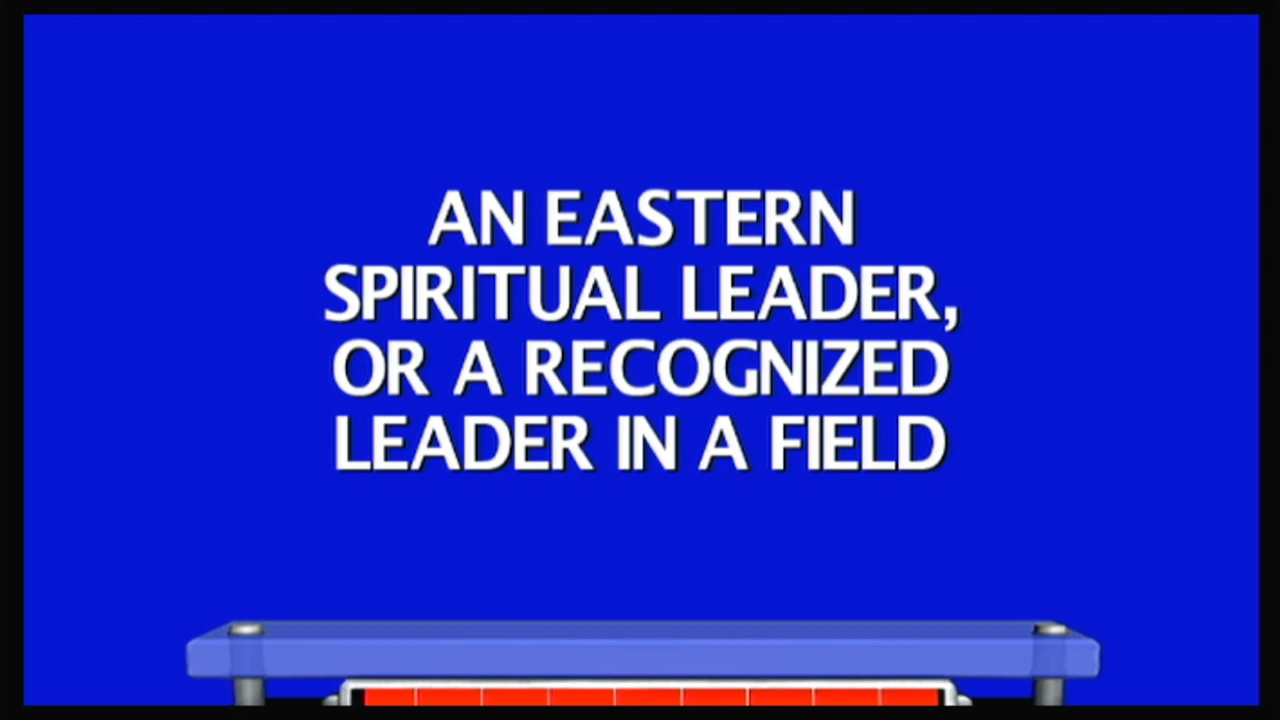 AN EASTERN
SPIRITUAL LEADER,
OR A RECOGNIZED
LEADER IN A FIELD